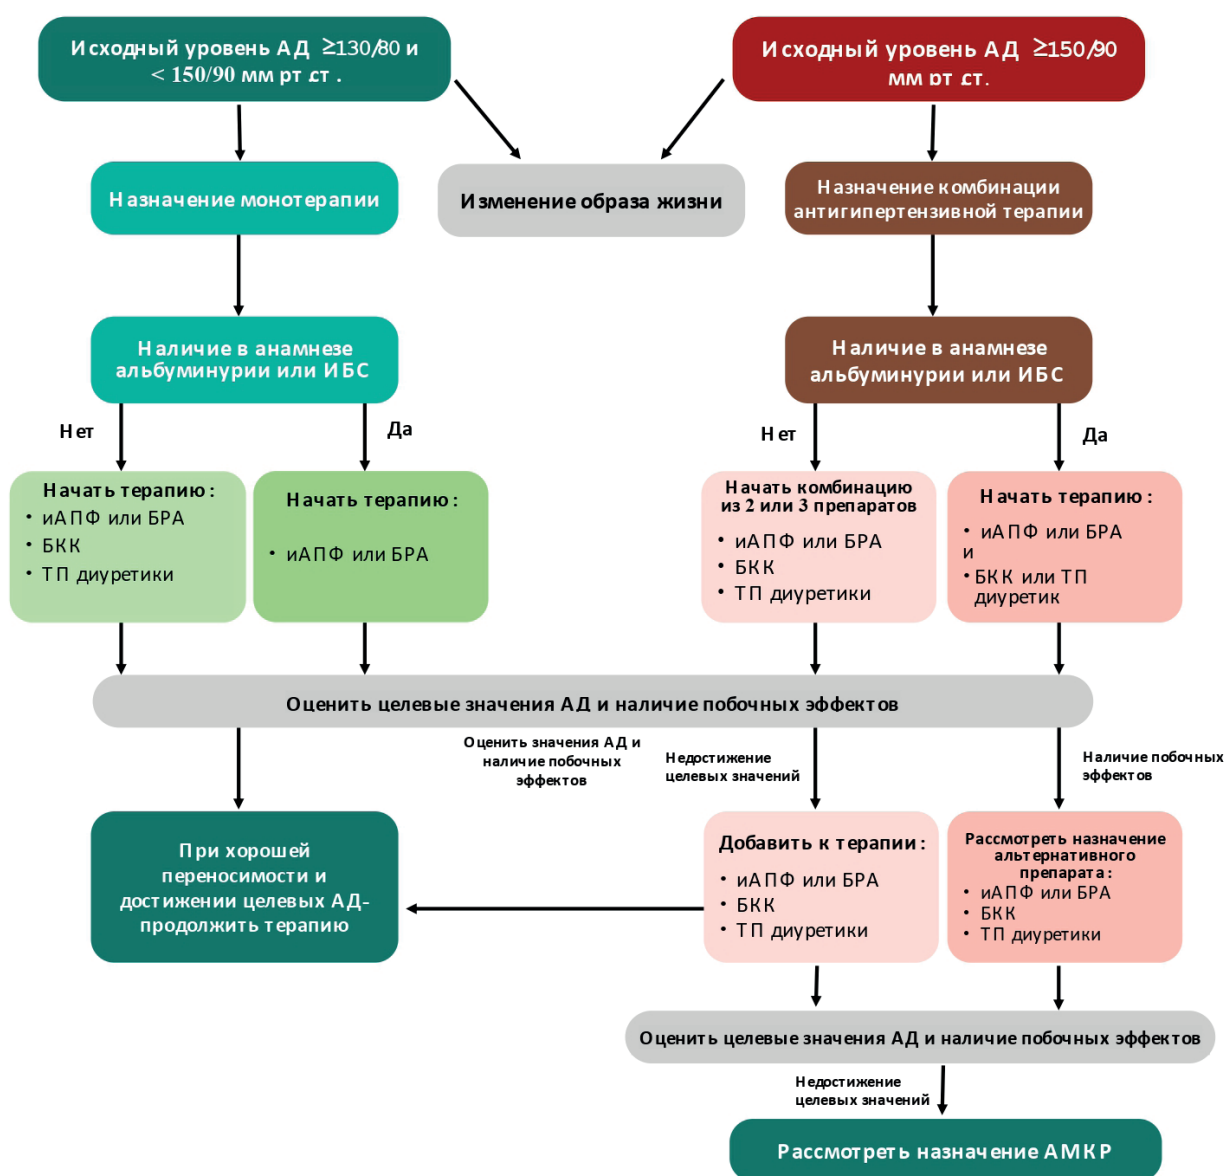 Исходный уровень АД ≥130/80 и
< 150/90 мм рт ст .
Исходный уровень АД ≥150/90
мм рт ст.
Назначение монотерапии
Изменение образа жизни
Назначение комбинации
антигипертензивной терапии
Наличие в анамнезе
альбуминурии или ИБС
Наличие в анамнезе
альбуминурии или ИБС
Нет
Да
Нет
Да
Начать терапию :
• иАПФ или БРА
• БКК
• ТП диуретики
Начать терапию :
• иАПФ или БРА
Начать комбинацию
из 2 или 3 препаратов
• иАПФ или БРА
• БКК
• ТП диуретики
Начать терапию :
• иАПФ или БРА
и
• БКК или ТП
диуретик
Оценить целевые значения АД и наличие побочных эффектов
Оценить значения АД и
наличие побочных
эффектов
Недостижение
целевых значений
Наличие побочных
эффектов
При хорошей
переносимости и
достижении целевых АД-
продолжить терапию
Добавить к терапии :
• иАПФ или БРА
• БКК
• ТП диуретики
Рассмотреть назначение
альтернативного
препарата :
• иАПФ или БРА
• БКК
• ТП диуретики
Оценить целевые значения АД и наличие побочных эффектов
Недостижение
целевых значений
Рассмотреть назначение АМКР